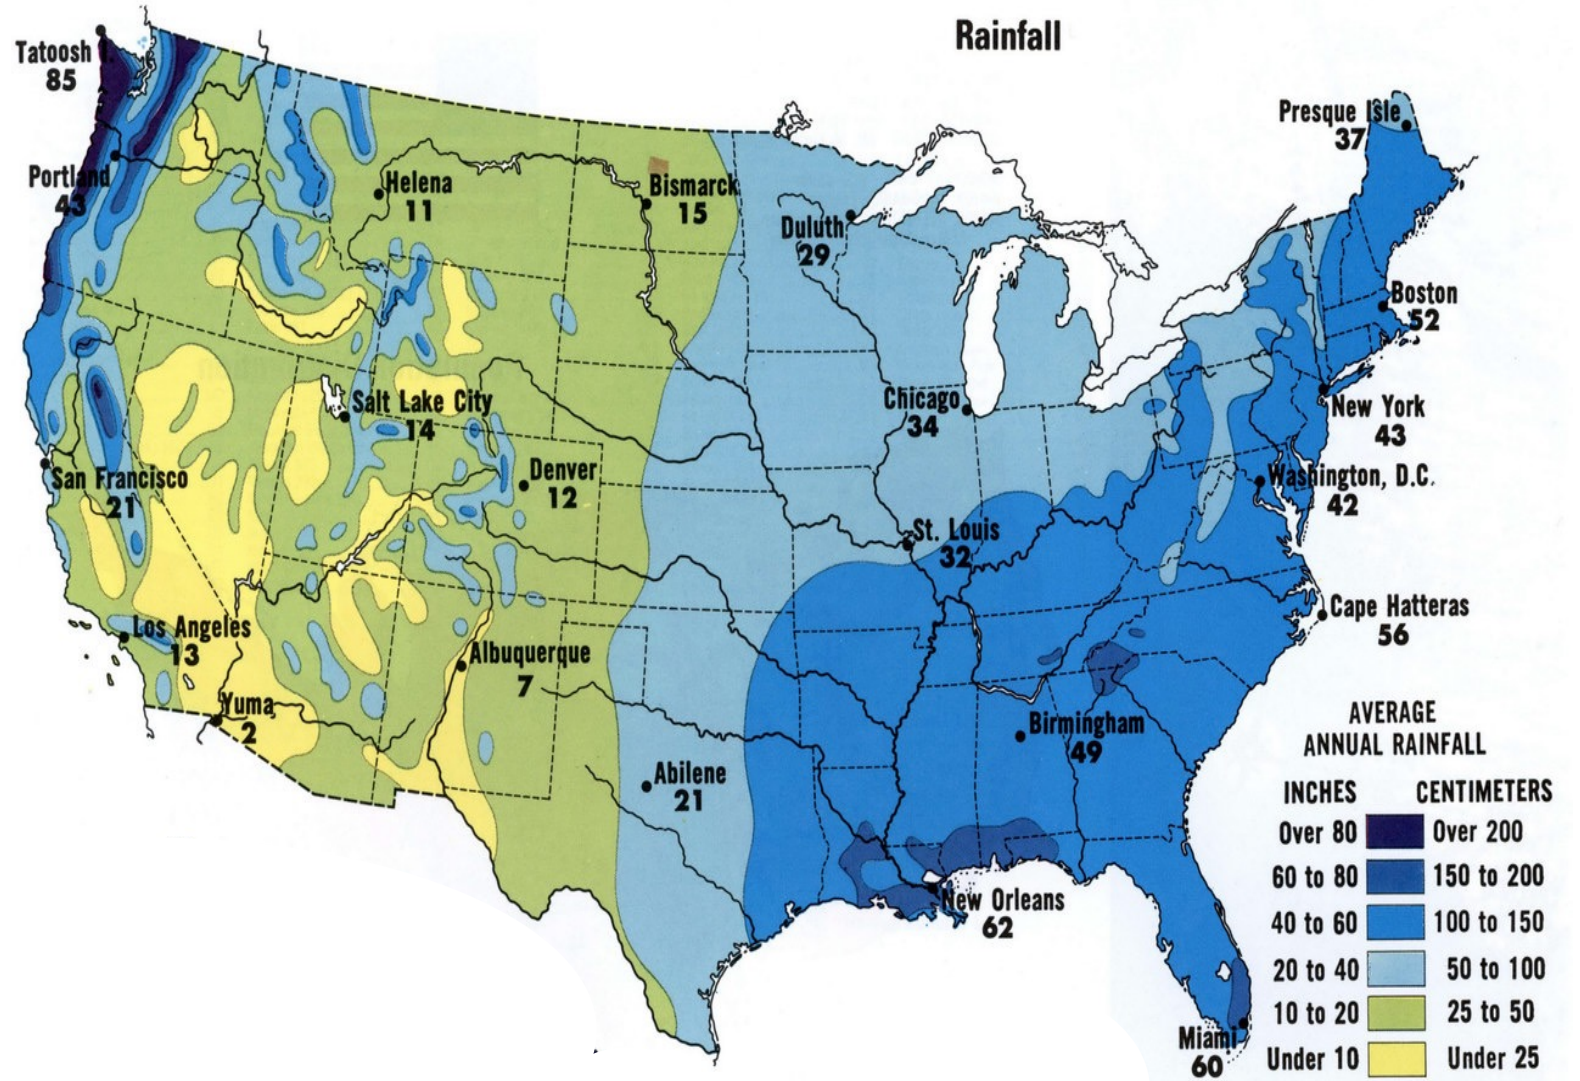 Rainfall
Tatoosh I.
85
Portland
43
Helena
11
Bismarck
15
Duluth
29
Presque Isle
37
Boston
52
New York
43
Chicago
34
Salt Lake City
14
San Francisco
21
Denver
12
Washington, D.C.
42
St. Louis
32
Cape Hatteras
56
Los Angeles
13
Albuquerque
7
Yuma
2
Birmingham
49
Abilene
21
New Orleans
62
Miami
60
AVERAGE
ANNUAL RAINFALL
INCHES CENTIMETERS
Over 80 Over 200
60 to 80 150 to 200
40 to 60 100 to 150
20 to 40 50 to 100
10 to 20 25 to 50
Under 10 Under 25